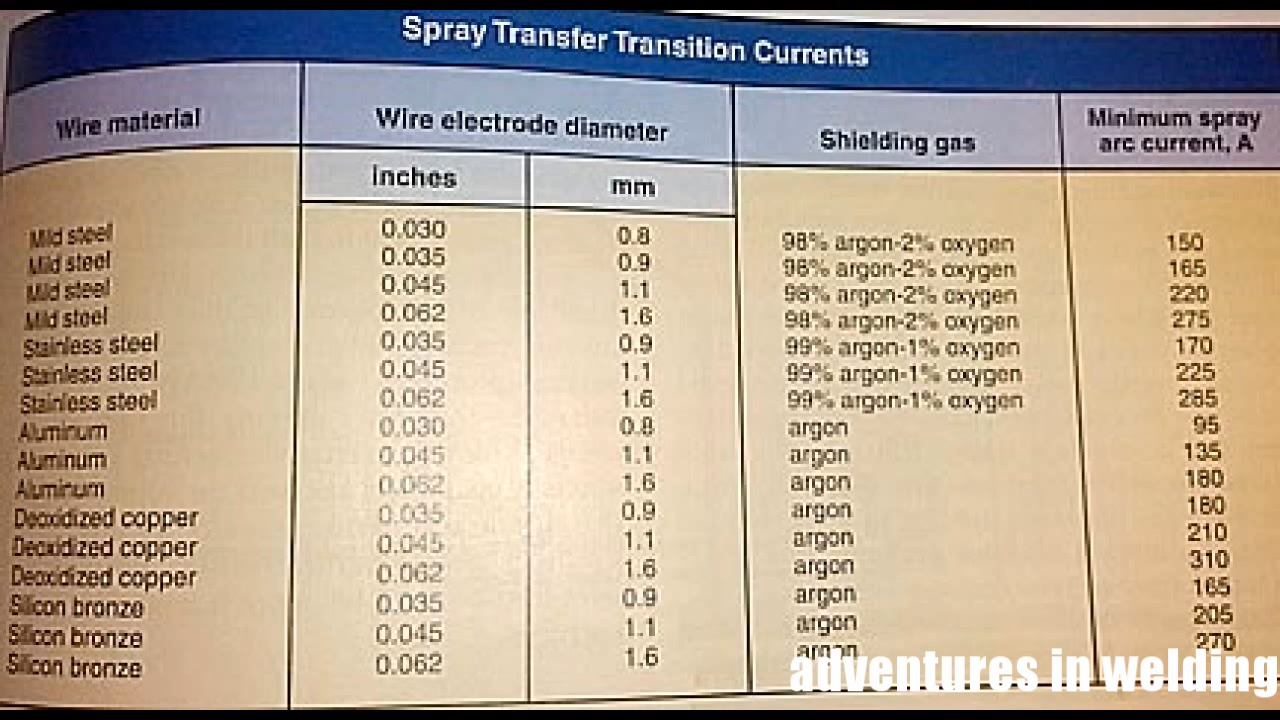 Spray Transfer Transition Currents
Wire material Wire electrode diameter Shielding gas Minimum spray arc current, A
inches mm
Mild steel 0.030 0.8 98% argon-2% oxygen 150
Mild steel 0.035 0.9 98% argon-2% oxygen 165
Mild steel 0.045 1.1 98% argon-2% oxygen 220
Mild steel 0.062 1.6 98% argon-2% oxygen 275
Stainless steel 0.035 0.9 99% argon-1% oxygen 170
Stainless steel 0.045 1.1 99% argon-1% oxygen 225
Stainless steel 0.062 1.6 99% argon-1% oxygen 285
Aluminum 0.030 0.8 argon 95
Aluminum 0.045 1.1 argon 135
Aluminum 0.062 1.6 argon 180
Deoxidized copper 0.035 0.9 argon 180
Deoxidized copper 0.045 1.1 argon 210
Deoxidized copper 0.062 1.6 argon 310
Silicon bronze 0.035 0.9 argon 165
Silicon bronze 0.045 1.1 argon 205
Silicon bronze 0.062 1.6 argon 270
adventures in welding